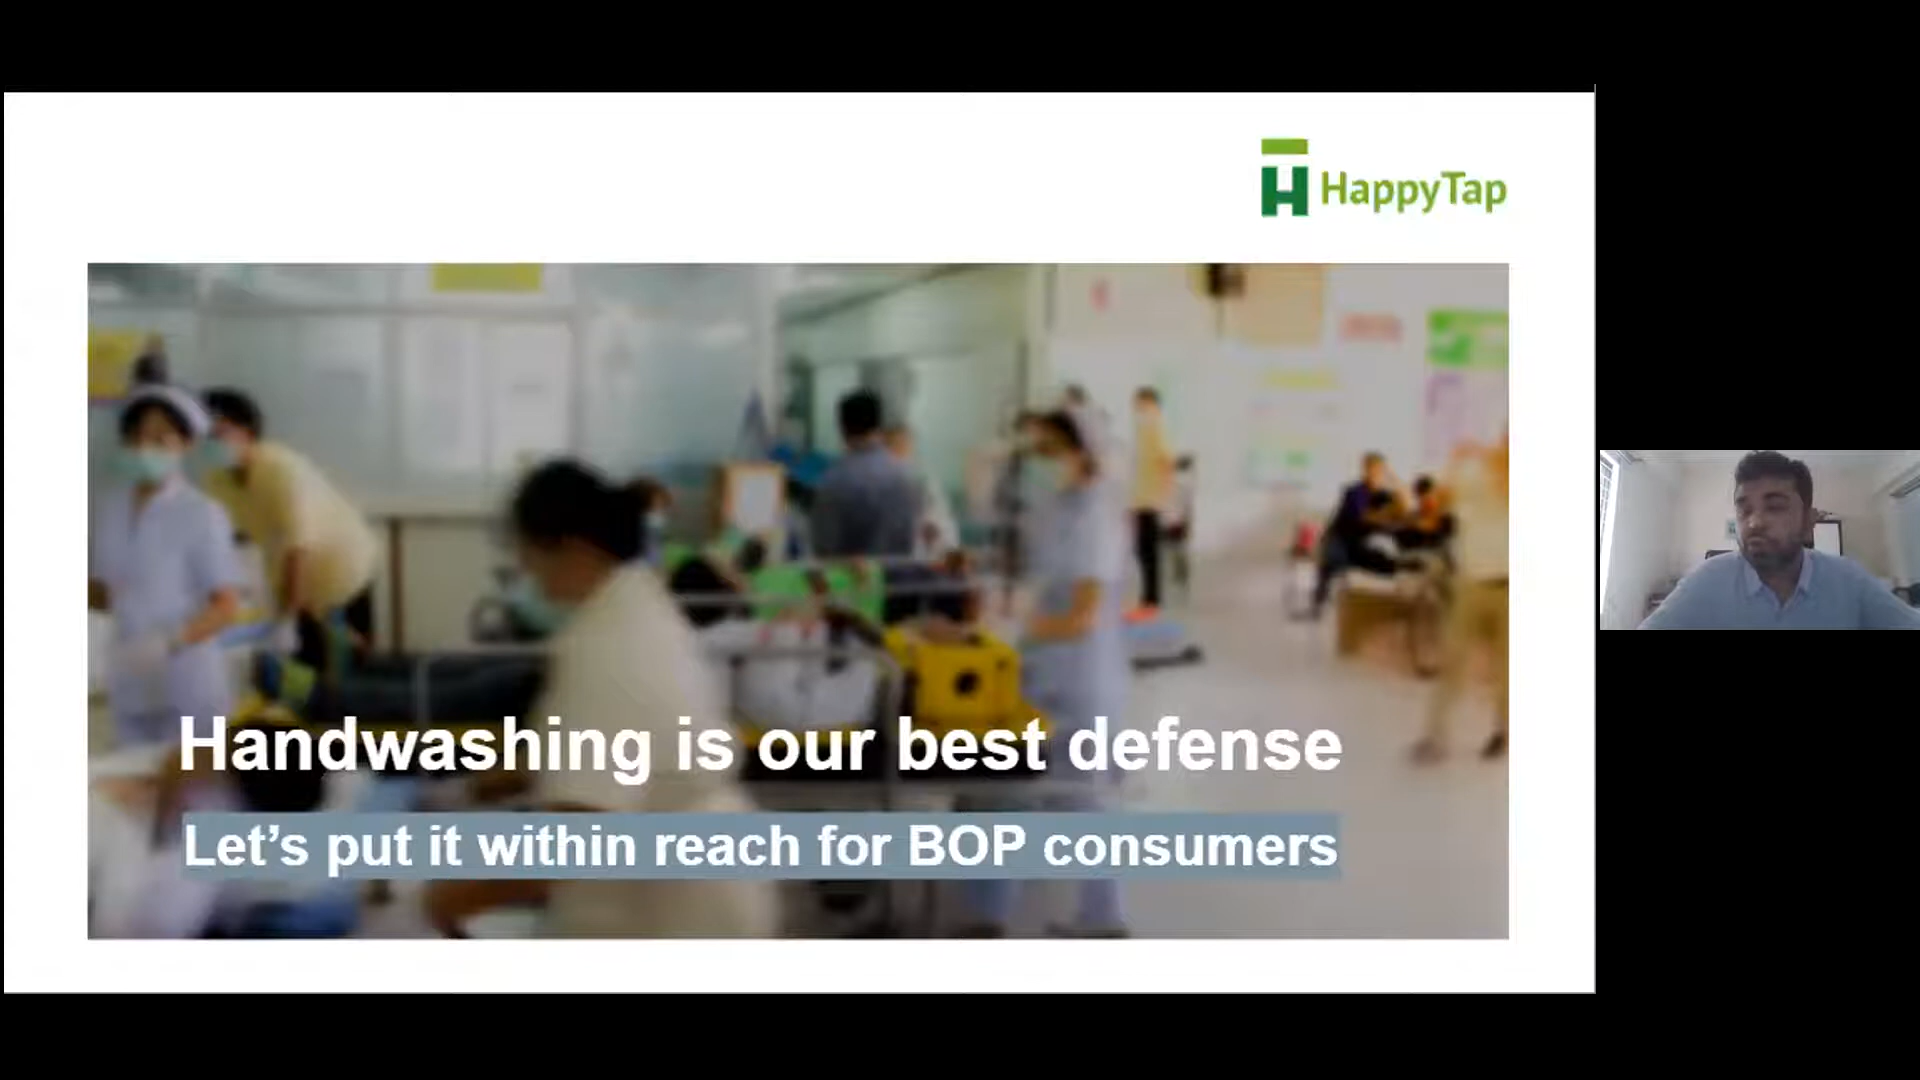 HappyTap
Handwashing is our best defense
Let's put it within reach for BOP consumers